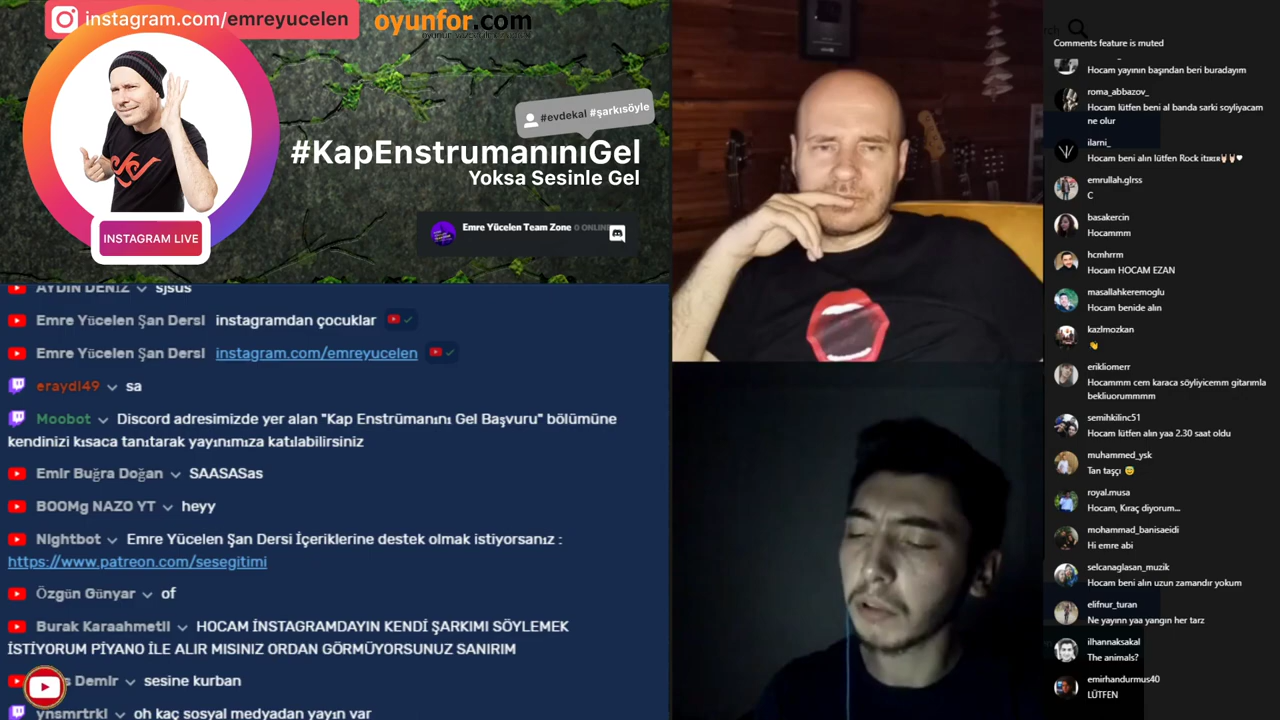 instagram.com/emreyucelen
oyunfor.com
#evdekal #şarkısöyle
#KapEnstrumanınıGel
Yoksa Sesinle Gel
INSTAGRAM LIVE
Emre Yücelen Team Zone 0 ONLIN
AYDIN DENİZ sjsus
Emre Yücelen Şan Dersi instagramdan çocuklar
Emre Yücelen Şan Dersi instagram.com/emreyucelen
eraydi49 sa
Moobot Discord adresimizde yer alan "Kap Enstrümanını Gel Başvuru" bölümüne
kendinizi kısaca tanıtarak yayınımıza katılabilirsiniz
Emir Buğra Doğan SAASASas
BOOMg NAZO YT heyy
Nightbot Emre Yücelen Şan Dersi İçeriklerine destek olmak istiyorsanız :
https://www.patreon.com/sesegitimi
Özgün Günyar of
Burak Karaahmetli HOCAM İNSTAGRAMDAYIN KENDİ ŞARKIMI SÖYLEMEK
İSTİYORUM PİYANO İLE ALIR MISINIZ ORDAN GÖRMÜYORSUNUZ SANIRIM
Demir sesine kurban
ynsmrtrkl oh kaç sosyal medyadan yayın var
Comments feature is muted
Hocam yayının başından beri buradayım
roma_abbazov_
Hocam lütfen beni al banda sarki soyliyacam
ne olur
ilarni_
Hocam beni alın lütfen Rock itʙᴇʀ🤘🏻🤘🏻♥
emrullah.glrss
C
basakercin
Hocammm
hcmhrrm
Hocam HOCAM EZAN
masallahkeremoglu
Hocam benide alın
kazlmozkan
👋
eriklıomerr
Hocammm cem karaca söyliyicemm gitarımla
bekliuorummmm
semihkilinc51
Hocam lütfen alın yaa 2.30 saat oldu
muhammed_ysk
Tan taşçı 😎
royal.musa
Hocam, Kıraç diyorum...
mohammad_banisaeidi
Hi emre abi
selcanaglasan_muzik
Hocam beni alın uzun zamandır yokum
elifnur_turan
Ne yayınn yaa yangın her tarz
ilhannaksakal
The animals?
emirhandurmus40
LÜTFEN